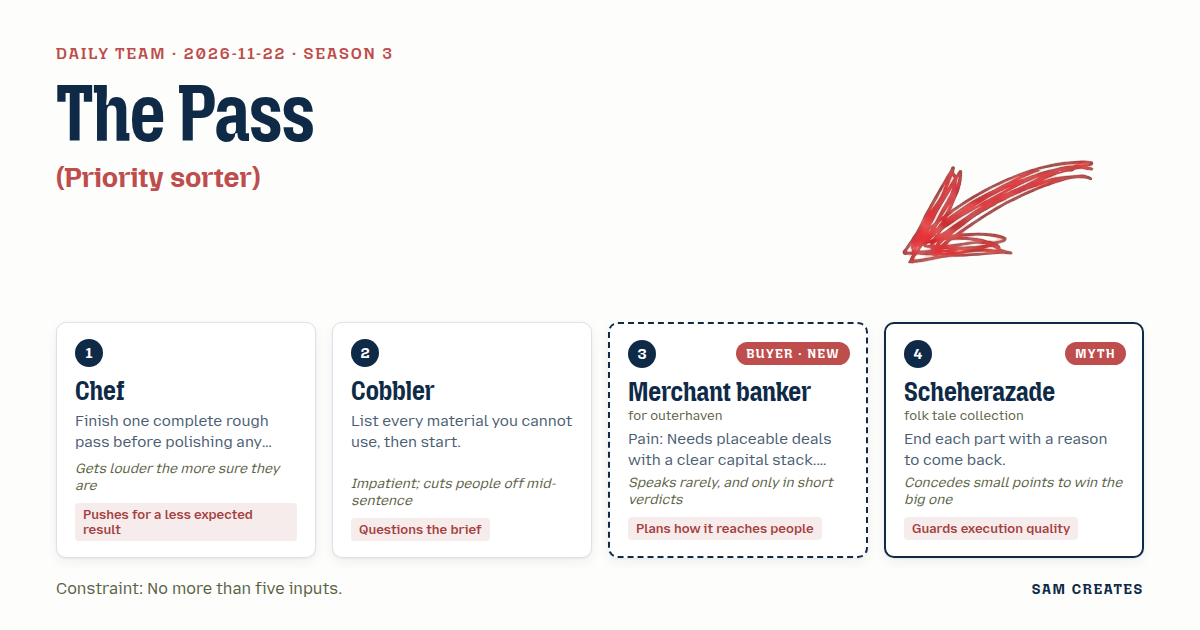 DAILY TEAM · 2026-11-22 · SEASON 3
The Pass
(Priority sorter)
1
Chef
Finish one complete rough
pass before polishing any...
Gets louder the more sure they
are
Pushes for a less expected
result
2
Cobbler
List every material you cannot
use, then start.
Impatient; cuts people off mid-
sentence
Questions the brief
3
BUYER · NEW
Merchant banker
for outerhaven
Pain: Needs placeable deals
with a clear capital stack....
Speaks rarely, and only in short
verdicts
Plans how it reaches people
4
MYTH
Scheherazade
folk tale collection
End each part with a reason
to come back.
Concedes small points to win the
big one
Guards execution quality
Constraint: No more than five inputs.
SAM CREATES